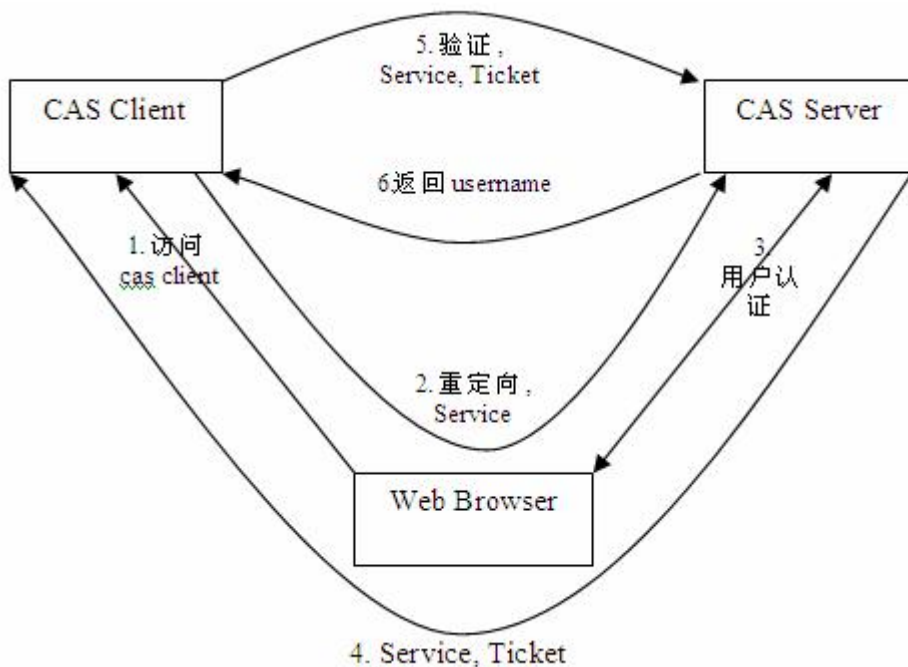 5.验证,
Service, Ticket
CAS Client
CAS Server
6返回 username
1.访问
cas client
3.
用户认
证
2.重定向,
Service
Web Browser
4. Service, Ticket